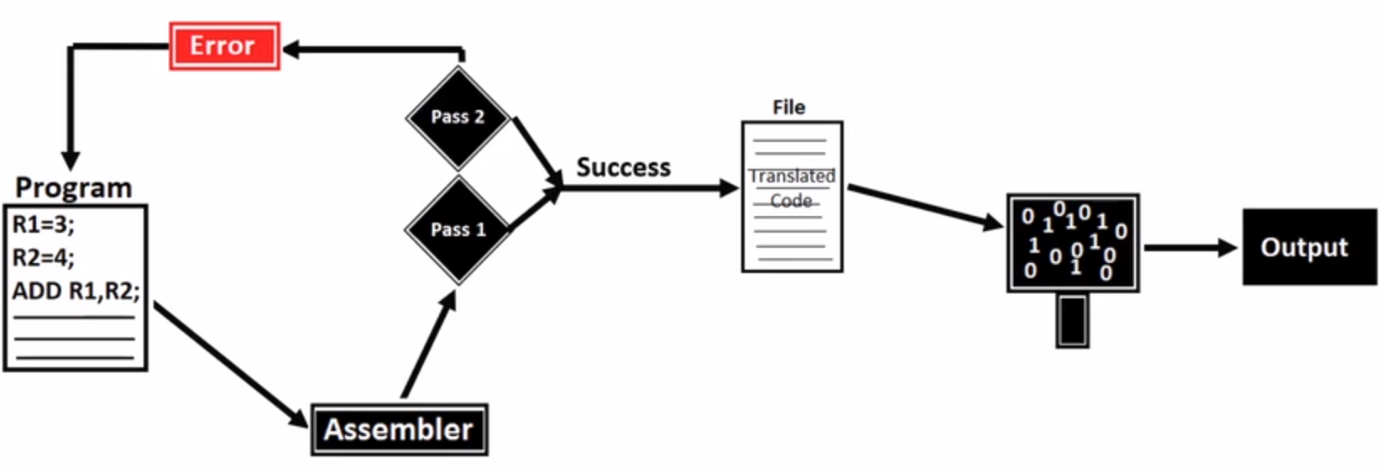 Error
Pass 2
File
Success
Translated
Code
Program
R1=3;
R2=4;
ADD R1,R2;
Pass 1
0 0 0
1 1 1 0
1 0 0 1 0
0 1 0
Output
Assembler